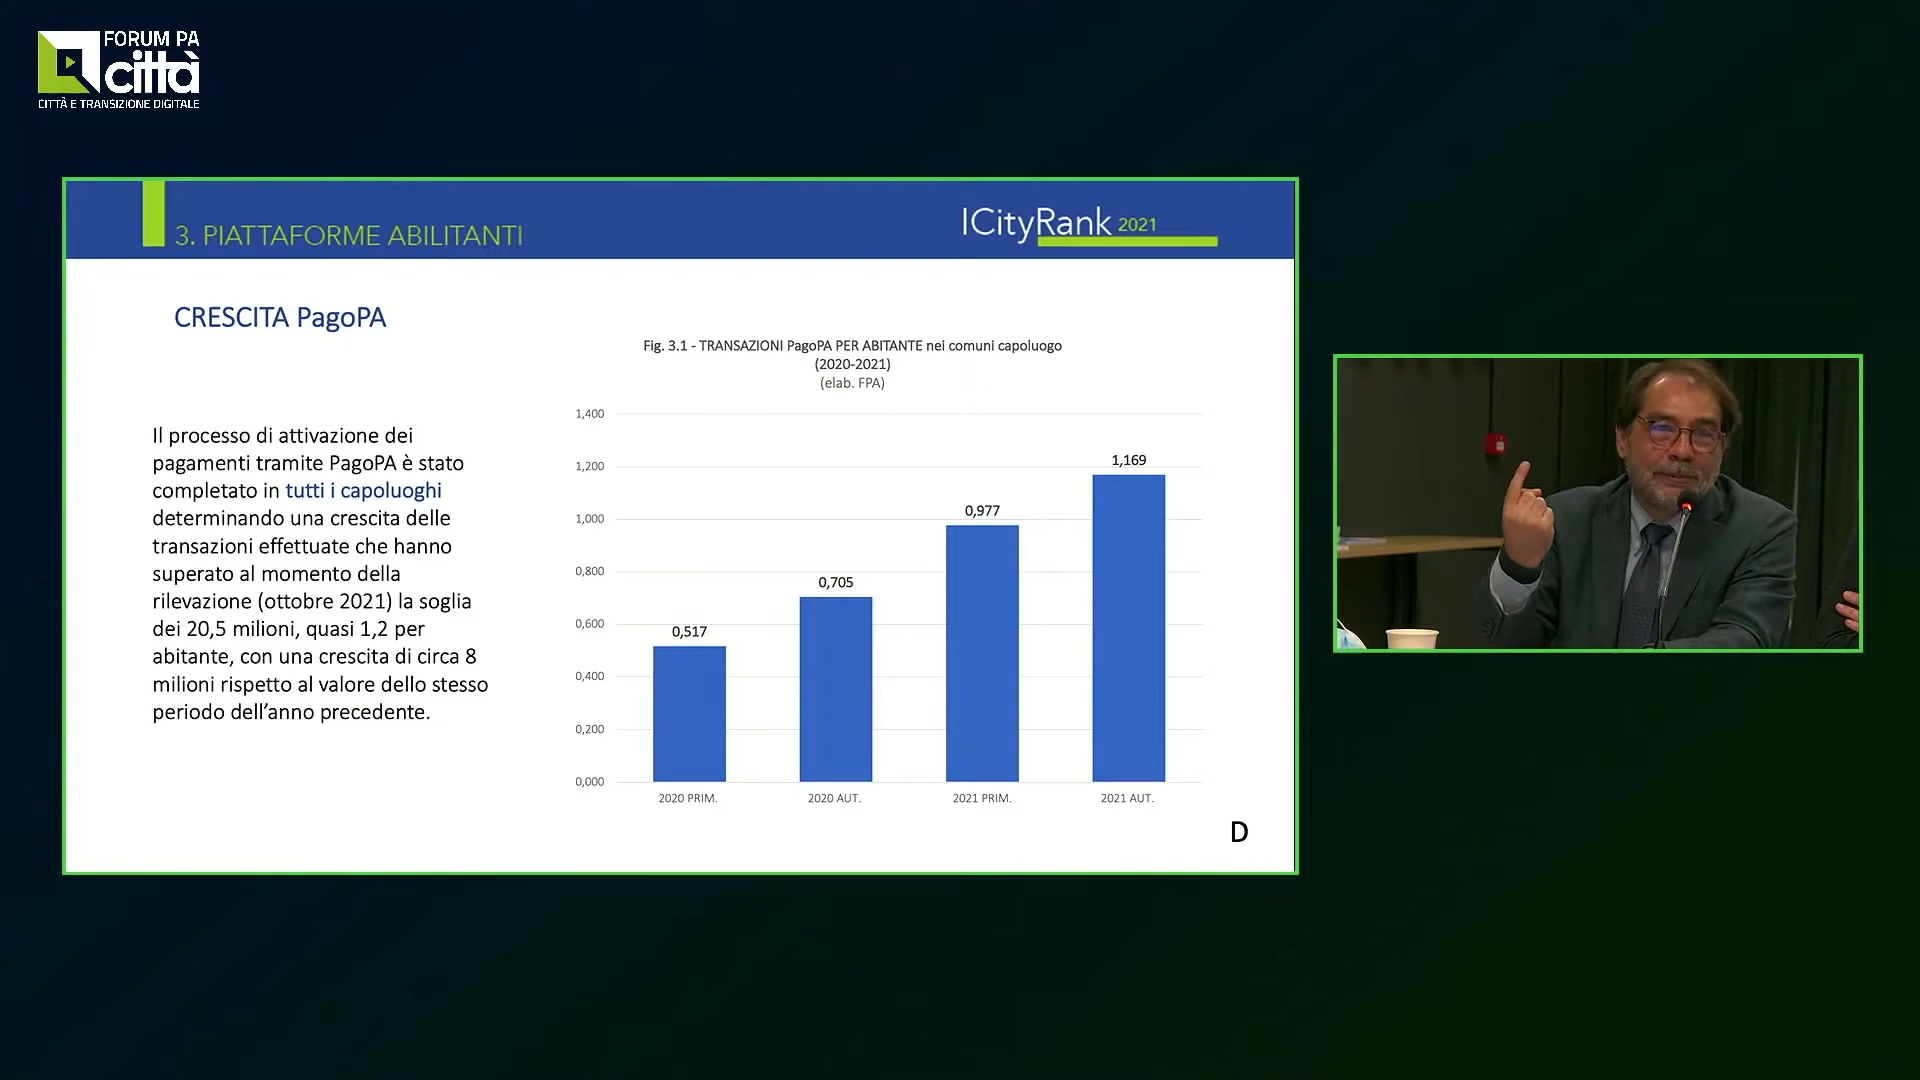 FORUM PA
città
CITTÀ E TRANSIZIONE DIGITALE
3. PIATTAFORME ABILITANTI
ICityRank 2021
CRESCITA PagoPA
Il processo di attivazione dei
pagamenti tramite PagoPA è stato
completato in tutti i capoluoghi
determinando una crescita delle
transazioni effettuate che hanno
superato al momento della
rilevazione (ottobre 2021) la soglia
dei 20,5 milioni, quasi 1,2 per
abitante, con una crescita di circa 8
milioni rispetto al valore dello stesso
periodo dell’anno precedente.
Fig. 3.1 - TRANSAZIONI PagoPA PER ABITANTE nei comuni capoluogo
(2020-2021)
(elab. FPA)
1,400
1,200
1,000
0,800
0,600
0,400
0,200
0,000
0,517
0,705
0,977
1,169
2020 PRIM.
2020 AUT.
2021 PRIM.
2021 AUT.
D